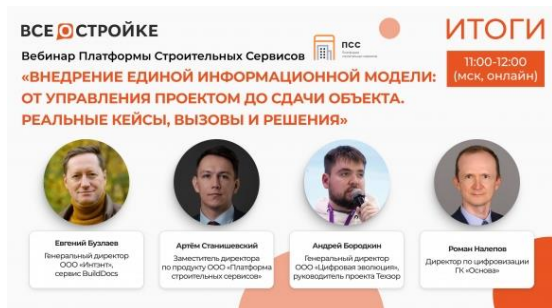 ВСЕ О СТРОЙКЕ
ИТОГИ
Вебинар Платформы Строительных Сервисов
псс
11:00-12:00
(мск, онлайн)
«ВНЕДРЕНИЕ ЕДИНОЙ ИНФОРМАЦИОННОЙ МОДЕЛИ:
ОТ УПРАВЛЕНИЯ ПРОЕКТОМ ДО СДАЧИ ОБЪЕКТА.
РЕАЛЬНЫЕ КЕЙСЫ, ВЫЗОВЫ И РЕШЕНИЯ»
Евгений Бузлаев
Генеральный директор
ООО «Интэнт»,
сервис BuildDocs
Артём Станишевский
Заместитель директора
по продукту ООО «Платформа
строительных сервисов»
Андрей Бородкин
Генеральный директор
ООО «Цифровая эволюция»,
руководитель проекта Техзор
Роман Налепов
Директор по цифровизации
ГК «Основа»